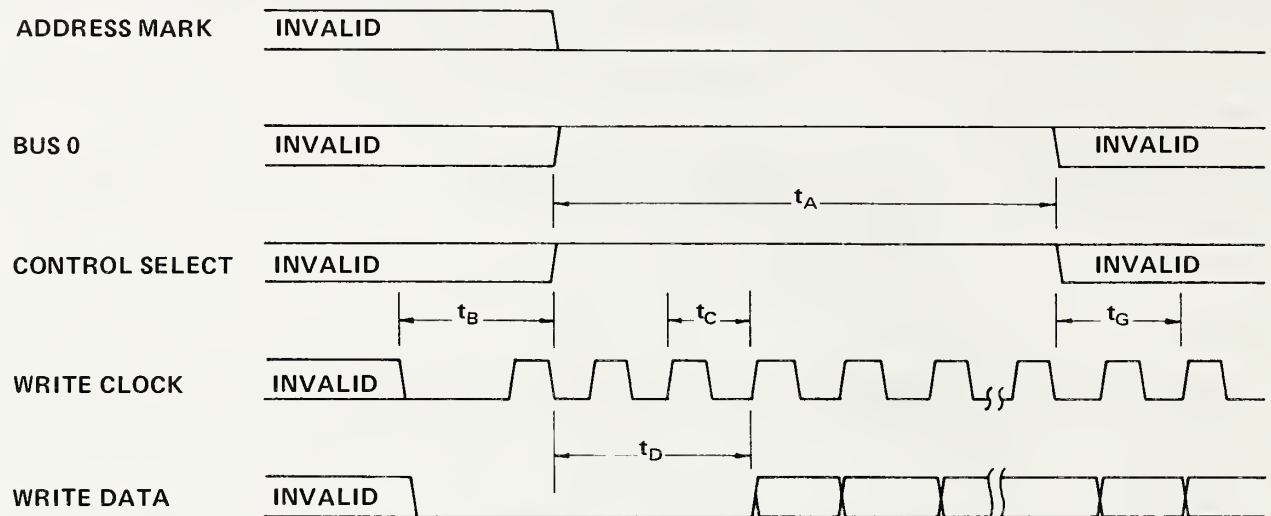 ADDRESS MARK INVALID
BUS 0 INVALID INVALID
tA
CONTROL SELECT INVALID INVALID
tB tC tG
WRITE CLOCK INVALID
tD
WRITE DATA INVALID